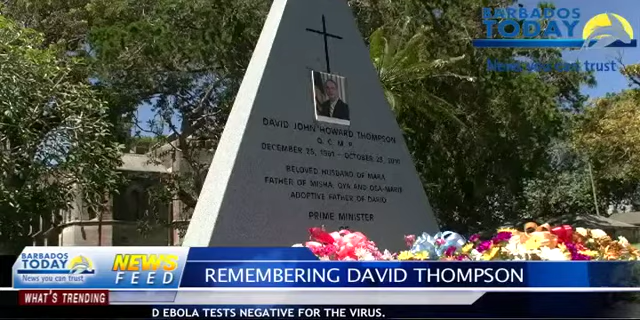 BARBADOS
TODAY
News you can trust
DAVID JOHN HOWARD THOMPSON
DECEMBER 25, 1961 - OCTOBER 23, 2010
BELOVED HUSBAND OF MARA
FATHER OF MISHA, OYA AND OSA-MARIE
ADOPTIVE FATHER OF DAVID
PRIME MINISTER
BARBADOS
TODAY
News you can trust
NEWS
FEED
REMEMBERING DAVID THOMPSON
WHAT'S TRENDING
D EBOLA TESTS NEGATIVE FOR THE VIRUS.